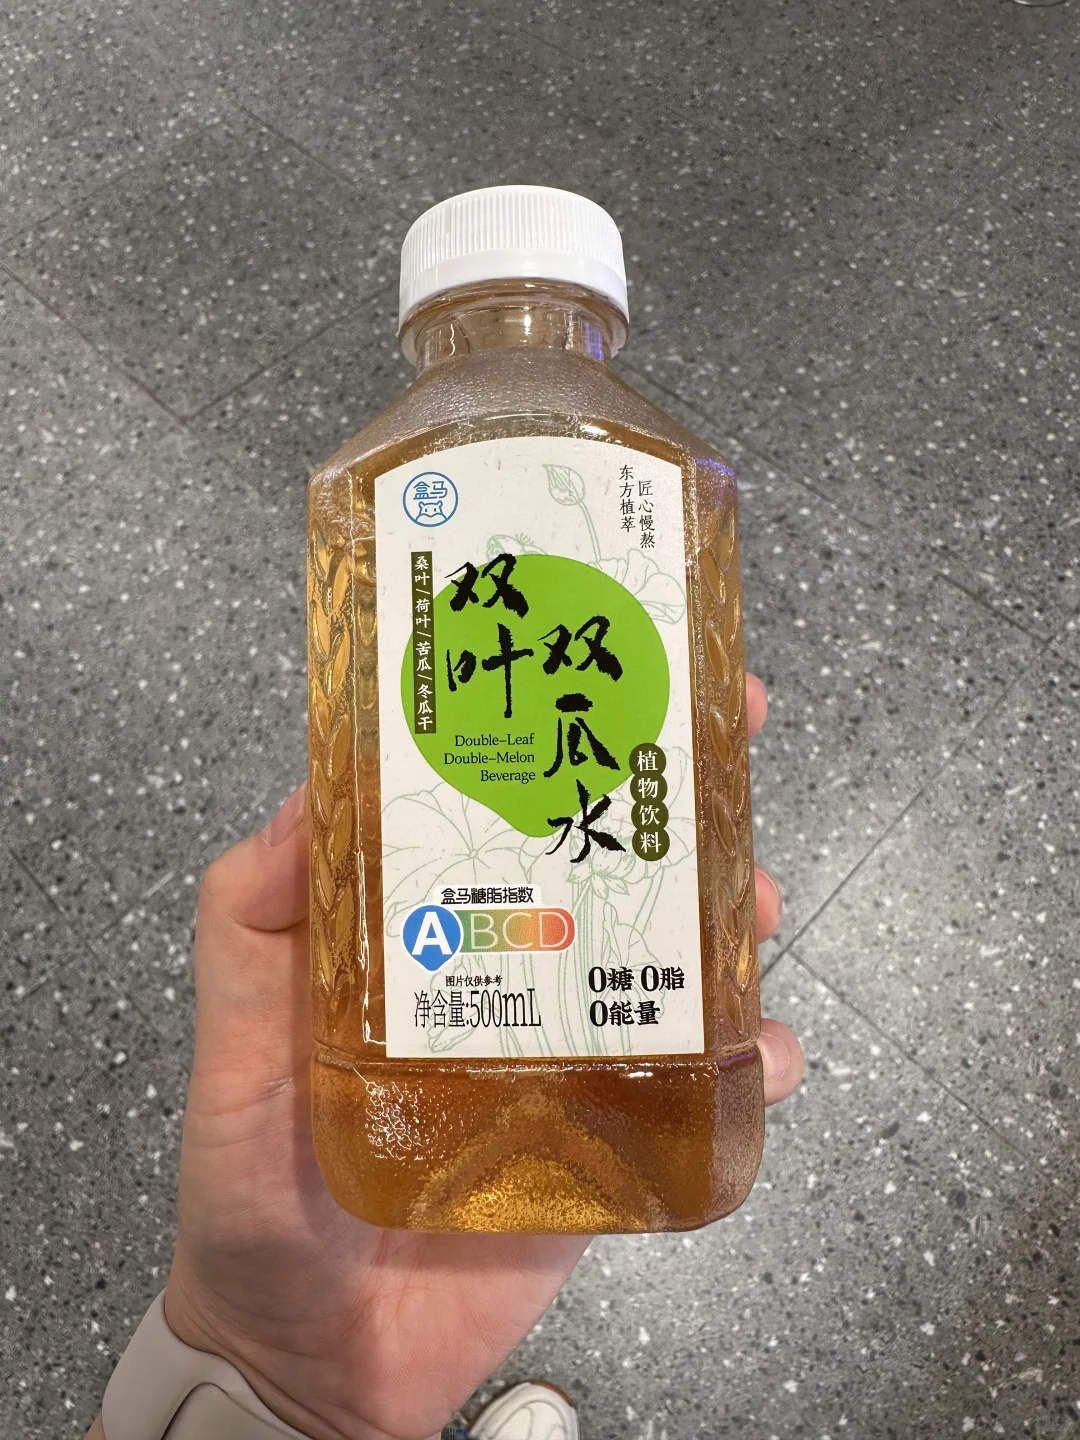 盒马
东方植萃
匠心慢熬
桑叶/荷叶/苦瓜/冬瓜干
双叶
双瓜水
Double-Leaf
Double-Melon
Beverage
植物饮料
盒马糖脂指数
ABCD
图片仅供参考
净含量:500mL
0糖 0脂
0能量